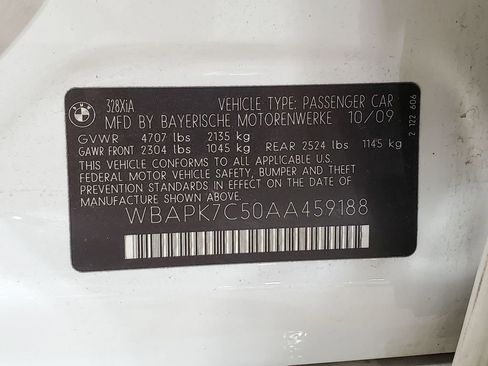 BMW
328XiA VEHICLE TYPE: PASSENGER CAR
MFD BY BAYERISCHE MOTORENWERKE 10/09
GVWR 4707 lbs 2135 kg
GAWR FRONT 2304 lbs 1045 kg REAR 2524 lbs 1145 kg
THIS VEHICLE CONFORMS TO ALL APPLICABLE U.S.
FEDERAL MOTOR VEHICLE SAFETY, BUMPER AND THEFT
PREVENTION STANDARDS IN EFFECT ON THE
DATE OF MANUFACTURE SHOWN ABOVE.
WBAPK7C50AA459188
2 122 606